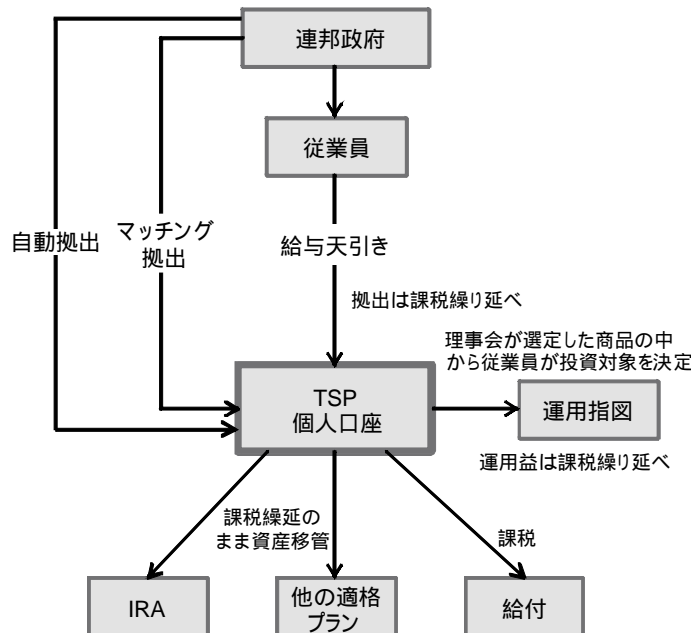 連邦政府
従業員
自動拠出
マッチング
拠出
給与天引き
拠出は課税繰り延べ
理事会が選定した商品の中
から従業員が投資対象を決定
TSP
個人口座
運用指図
運用益は課税繰り延べ
課税繰延の
まま資産移管
課税
IRA
他の適格
プラン
給付